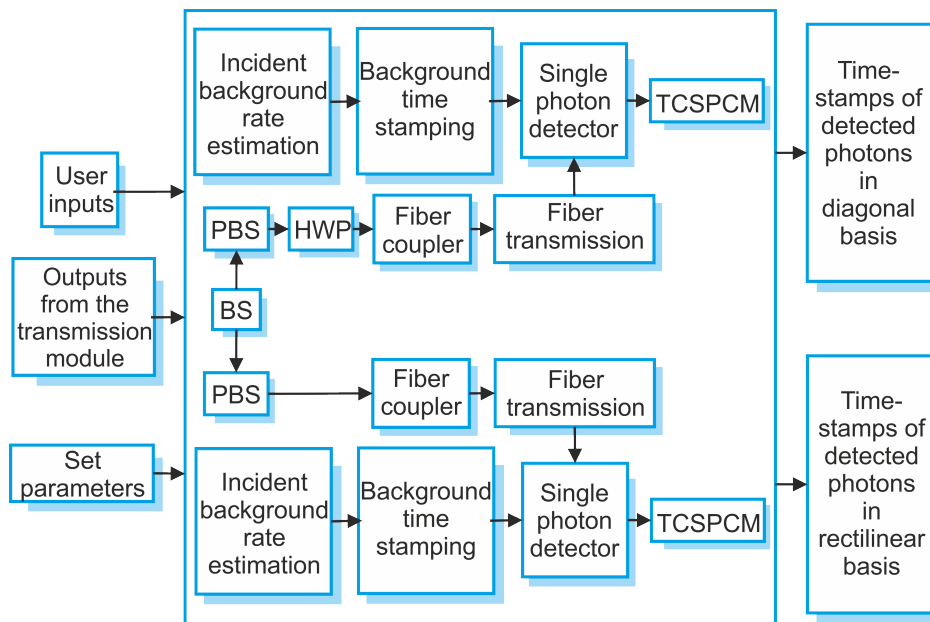 User
inputs
Outputs
from the
transmission
module
Set
parameters
Incident
background
rate
estimation
Background
time
stamping
Single
photon
detector
TCSPCM
PBS
HWP
Fiber
coupler
Fiber
transmission
BS
PBS
Fiber
coupler
Fiber
transmission
Incident
background
rate
estimation
Background
time
stamping
Single
photon
detector
TCSPCM
Time-
stamps of
detected
photons
in
diagonal
basis
Time-
stamps of
detected
photons
in
rectilinear
basis